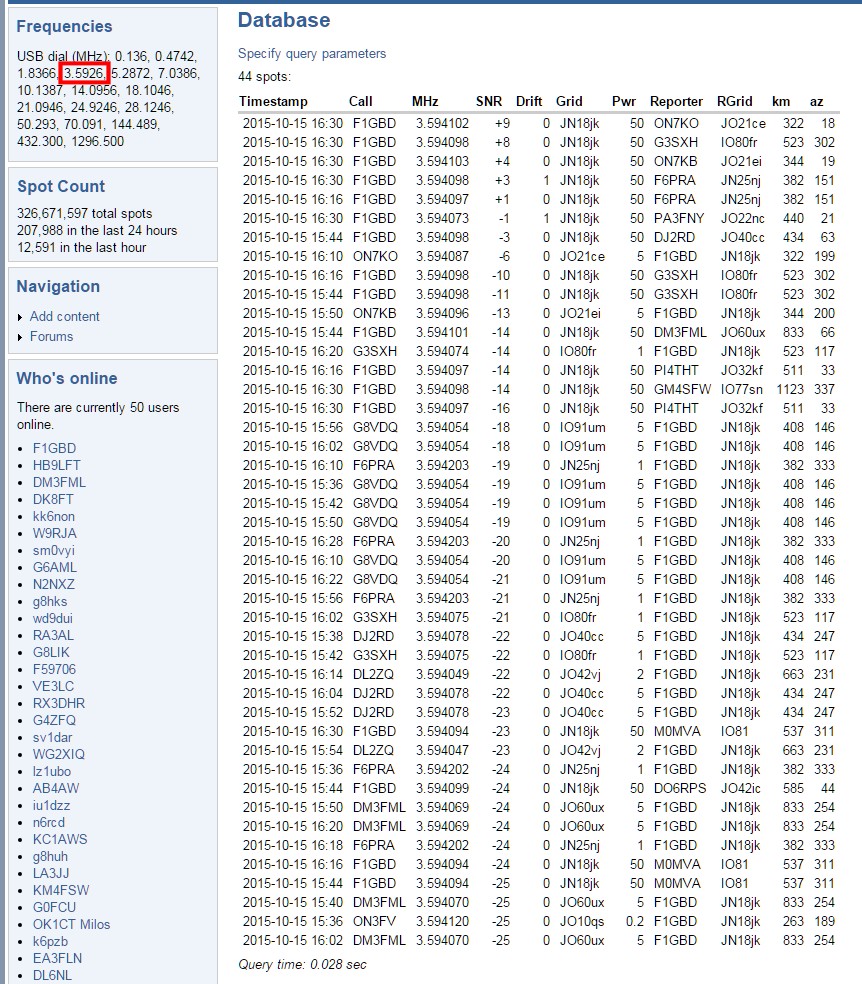 Frequencies
USB dial (MHz): 0.136, 0.4742,
1.8366, 3.5926, 5.2872, 7.0386,
10.1387, 14.0956, 18.1046,
21.0946, 24.9246, 28.1246,
50.293, 70.091, 144.489,
432.300, 1296.500
Spot Count
326,671,597 total spots
207,988 in the last 24 hours
12,591 in the last hour
Navigation
Add content
Forums
Who's online
There are currently 50 users
online.
F1GBD
HB9LFT
DM3FML
DK8FT
kk6non
W9RJA
sm0vyi
G6AML
N2NXZ
g8hks
wd9dui
RA3AL
G8LIK
F59706
VE3LC
RX3DHR
G4ZFQ
sv1dar
WG2XIQ
lz1ubo
AB4AW
iu1dzz
n6rcd
KC1AWS
g8huh
LA3JJ
KM4FSW
G0FCU
OK1CT Milos
k6pzb
EA3FLN
DL6NL
Database
Specify query parameters
44 spots:
Timestamp Call MHz SNR Drift Grid Pwr Reporter RGrid km az
2015-10-15 16:30 F1GBD 3.594102 +9 0 JN18jk 50 ON7KO JO21ce 322 18
2015-10-15 16:30 F1GBD 3.594098 +8 0 JN18jk 50 G3SXH IO80fr 523 302
2015-10-15 16:30 F1GBD 3.594103 +4 0 JN18jk 50 ON7KB JO21ei 344 19
2015-10-15 16:30 F1GBD 3.594098 +3 1 JN18jk 50 F6PRA JN25nj 382 151
2015-10-15 16:16 F1GBD 3.594097 +1 0 JN18jk 50 F6PRA JN25nj 382 151
2015-10-15 16:30 F1GBD 3.594073 -1 1 JN18jk 50 PA3FNY JO22nc 440 21
2015-10-15 15:44 F1GBD 3.594098 -3 0 JN18jk 50 DJ2RD JO40cc 434 63
2015-10-15 16:10 ON7KO 3.594087 -6 0 JO21ce 5 F1GBD JN18jk 322 199
2015-10-15 16:16 F1GBD 3.594098 -10 0 JN18jk 50 G3SXH IO80fr 523 302
2015-10-15 15:44 F1GBD 3.594098 -11 0 JN18jk 50 G3SXH IO80fr 523 302
2015-10-15 15:50 ON7KB 3.594096 -13 0 JO21ei 5 F1GBD JN18jk 344 200
2015-10-15 15:44 F1GBD 3.594101 -14 0 JN18jk 50 DM3FML JO60ux 833 66
2015-10-15 16:20 G3SXH 3.594074 -14 0 IO80fr 1 F1GBD JN18jk 523 117
2015-10-15 16:16 F1GBD 3.594098 -14 0 JN18jk 50 PI4THT JO32kf 511 33
2015-10-15 16:30 F1GBD 3.594098 -14 0 JN18jk 50 GM4SFW IO77sn 1123 337
2015-10-15 16:30 F1GBD 3.594097 -16 0 JN18jk 50 PI4THT JO32kf 511 33
2015-10-15 15:56 G8VDQ 3.594054 -18 0 IO91um 5 F1GBD JN18jk 408 146
2015-10-15 16:02 G8VDQ 3.594054 -18 0 IO91um 5 F1GBD JN18jk 408 146
2015-10-15 16:10 F6PRA 3.594203 -19 0 JN25nj 1 F1GBD JN18jk 382 333
2015-10-15 15:36 G8VDQ 3.594054 -19 0 IO91um 5 F1GBD JN18jk 408 146
2015-10-15 15:42 G8VDQ 3.594054 -19 0 IO91um 5 F1GBD JN18jk 408 146
2015-10-15 15:50 G8VDQ 3.594054 -19 0 IO91um 5 F1GBD JN18jk 408 146
2015-10-15 16:28 F6PRA 3.594203 -20 0 JN25nj 1 F1GBD JN18jk 382 333
2015-10-15 16:10 G8VDQ 3.594054 -20 0 IO91um 5 F1GBD JN18jk 408 146
2015-10-15 16:22 G8VDQ 3.594054 -21 0 IO91um 5 F1GBD JN18jk 408 146
2015-10-15 15:56 F6PRA 3.594203 -21 0 JN25nj 1 F1GBD JN18jk 382 333
2015-10-15 16:02 G3SXH 3.594075 -21 0 IO80fr 1 F1GBD JN18jk 523 117
2015-10-15 15:38 DJ2RD 3.594078 -22 0 JO40cc 5 F1GBD JN18jk 434 247
2015-10-15 15:42 G3SXH 3.594075 -22 0 IO80fr 1 F1GBD JN18jk 523 117
2015-10-15 16:14 DL2ZQ 3.594049 -22 0 JO42vj 2 F1GBD JN18jk 663 231
2015-10-15 16:04 DJ2RD 3.594078 -22 0 JO40cc 5 F1GBD JN18jk 434 247
2015-10-15 15:52 DJ2RD 3.594078 -23 0 JO40cc 5 F1GBD JN18jk 434 247
2015-10-15 16:30 F1GBD 3.594094 -23 0 JN18jk 50 M0MVA IO81 537 311
2015-10-15 15:54 DL2ZQ 3.594047 -23 0 JO42vj 2 F1GBD JN18jk 663 231
2015-10-15 15:36 F6PRA 3.594202 -24 0 JN25nj 1 F1GBD JN18jk 382 333
2015-10-15 15:44 F1GBD 3.594099 -24 0 JN18jk 50 DO6RPS JO42ic 585 44
2015-10-15 15:50 DM3FML 3.594069 -24 0 JO60ux 5 F1GBD JN18jk 833 254
2015-10-15 16:20 DM3FML 3.594069 -24 0 JO60ux 5 F1GBD JN18jk 833 254
2015-10-15 16:18 F6PRA 3.594202 -24 0 JN25nj 1 F1GBD JN18jk 382 333
2015-10-15 16:16 F1GBD 3.594094 -24 0 JN18jk 50 M0MVA IO81 537 311
2015-10-15 15:44 F1GBD 3.594094 -25 0 JN18jk 50 M0MVA IO81 537 311
2015-10-15 15:40 DM3FML 3.594070 -25 0 JO60ux 5 F1GBD JN18jk 833 254
2015-10-15 15:36 ON3FV 3.594120 -25 0 JO10qs 0.2 F1GBD JN18jk 263 189
2015-10-15 16:02 DM3FML 3.594070 -25 0 JO60ux 5 F1GBD JN18jk 833 254
Query time: 0.028 sec